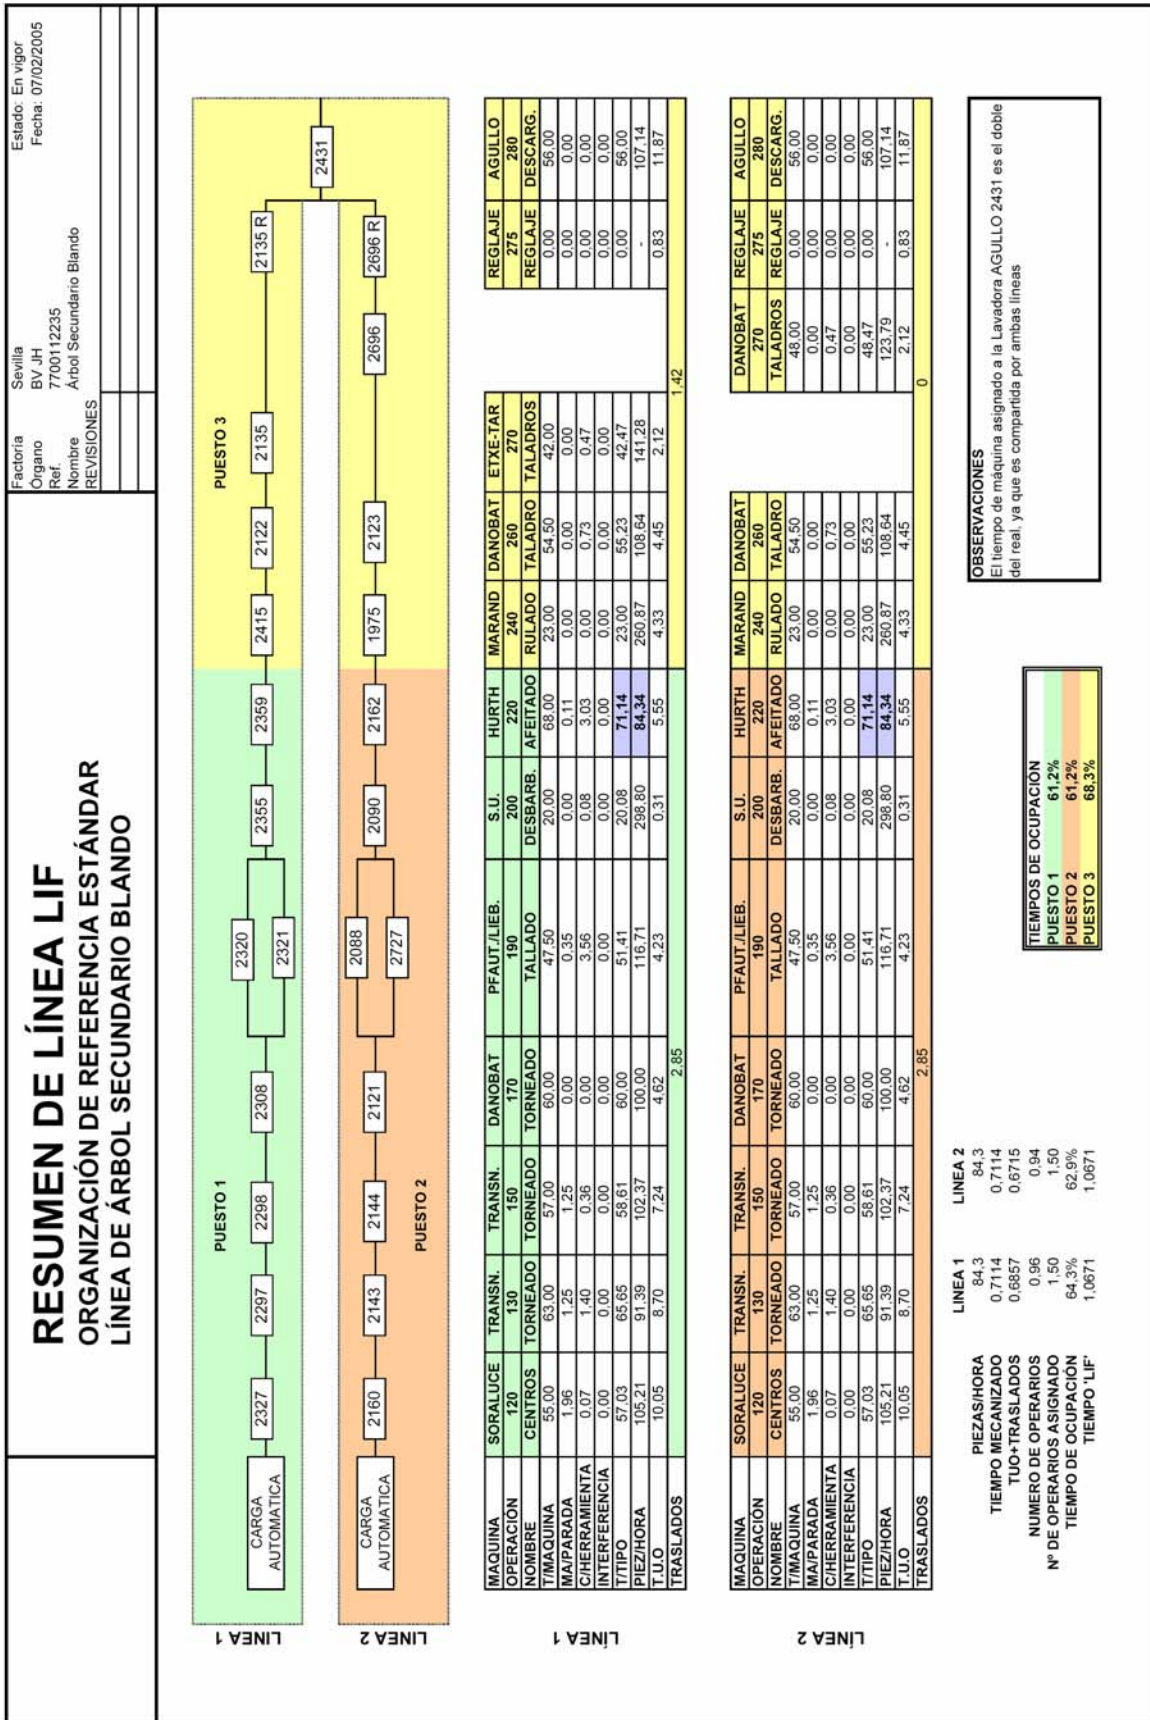 RESUMEN DE LÍNEA LIF
ORGANIZACIÓN DE REFERENCIA ESTÁNDAR
LÍNEA DE ÁRBOL SECUNDARIO BLANDO
Factoría Sevilla Estado: En vigor
Órgano BV JH Fecha: 07/02/2005
Ref. 7700112235
Nombre Árbol Secundario Blando
REVISIONES
LINEA 1
PUESTO 1
PUESTO 3
CARGA AUTOMATICA
2327 2297 2298 2308 2320 2321 2355 2359 2415 2122 2135 2135 R
2431
LINEA 2
PUESTO 2
CARGA AUTOMATICA
2160 2143 2144 2121 2088 2727 2090 2162 1975 2123 2696 2696 R
LÍNEA 1
MAQUINA SORALUCE TRANSN. TRANSN. DANOBAT PFAUT./LIEB. S.U. HURTH MARAND DANOBAT ETXE-TAR REGLAJE AGULLO
OPERACIÓN 120 130 150 170 190 200 220 240 260 270 275 280
NOMBRE CENTROS TORNEADO TORNEADO TORNEADO TALLADO DESBARB. AFEITADO RULADO TALADRO TALADROS REGLAJE DESCARG.
T/MAQUINA 55,00 63,00 57,00 60,00 47,50 20,00 68,00 23,00 54,50 42,00 0,00 56,00
MA/PARADA 1,96 1,25 1,25 0,00 0,35 0,00 0,11 0,00 0,00 0,00 0,00 0,00
C/HERRAMIENTA 0,07 1,40 0,36 0,00 3,56 0,08 3,03 0,00 0,73 0,47 0,00 0,00
INTERFERENCIA 0,00 0,00 0,00 0,00 0,00 0,00 0,00 0,00 0,00 0,00 0,00 0,00
T/TIPO 57,03 65,65 58,61 60,00 51,41 20,08 71,14 23,00 55,23 42,47 0,00 56,00
PIEZ/HORA 105,21 91,39 102,37 100,00 116,71 298,80 84,34 260,87 108,64 141,28 - 107,14
T.U.O 10,05 8,70 7,24 4,62 4,23 0,31 5,55 4,33 4,45 2,12 0,83 11,87
TRASLADOS 2,85 1,42
LÍNEA 2
MAQUINA SORALUCE TRANSN. TRANSN. DANOBAT PFAUT./LIEB. S.U. HURTH MARAND DANOBAT DANOBAT REGLAJE AGULLO
OPERACIÓN 120 130 150 170 190 200 220 240 260 270 275 280
NOMBRE CENTROS TORNEADO TORNEADO TORNEADO TALLADO DESBARB. AFEITADO RULADO TALADRO TALADROS REGLAJE DESCARG.
T/MAQUINA 55,00 63,00 57,00 60,00 47,50 20,00 68,00 23,00 54,50 48,00 0,00 56,00
MA/PARADA 1,96 1,25 1,25 0,00 0,35 0,00 0,11 0,00 0,00 0,00 0,00 0,00
C/HERRAMIENTA 0,07 1,40 0,36 0,00 3,56 0,08 3,03 0,00 0,73 0,47 0,00 0,00
INTERFERENCIA 0,00 0,00 0,00 0,00 0,00 0,00 0,00 0,00 0,00 0,00 0,00 0,00
T/TIPO 57,03 65,65 58,61 60,00 51,41 20,08 71,14 23,00 55,23 48,47 0,00 56,00
PIEZ/HORA 105,21 91,39 102,37 100,00 116,71 298,80 84,34 260,87 108,64 123,79 - 107,14
T.U.O 10,05 8,70 7,24 4,62 4,23 0,31 5,55 4,33 4,45 2,12 0,83 11,87
TRASLADOS 2,85 0
LINEA 1 LINEA 2
PIEZAS/HORA 84,3 84,3
TIEMPO MECANIZADO 0,7114 0,7114
TUO+TRASLADOS 0,6857 0,6715
NUMERO DE OPERARIOS 0,96 0,94
Nº DE OPERARIOS ASIGNADO 1,50 1,50
TIEMPO DE OCUPACIÓN 64,3% 62,9%
TIEMPO 'LIF' 1,0671 1,0671
TIEMPOS DE OCUPACIÓN
PUESTO 1 61,2%
PUESTO 2 61,2%
PUESTO 3 68,3%
OBSERVACIONES
El tiempo de máquina asignado a la Lavadora AGULLO 2431 es el doble
del real, ya que es compartida por ambas líneas